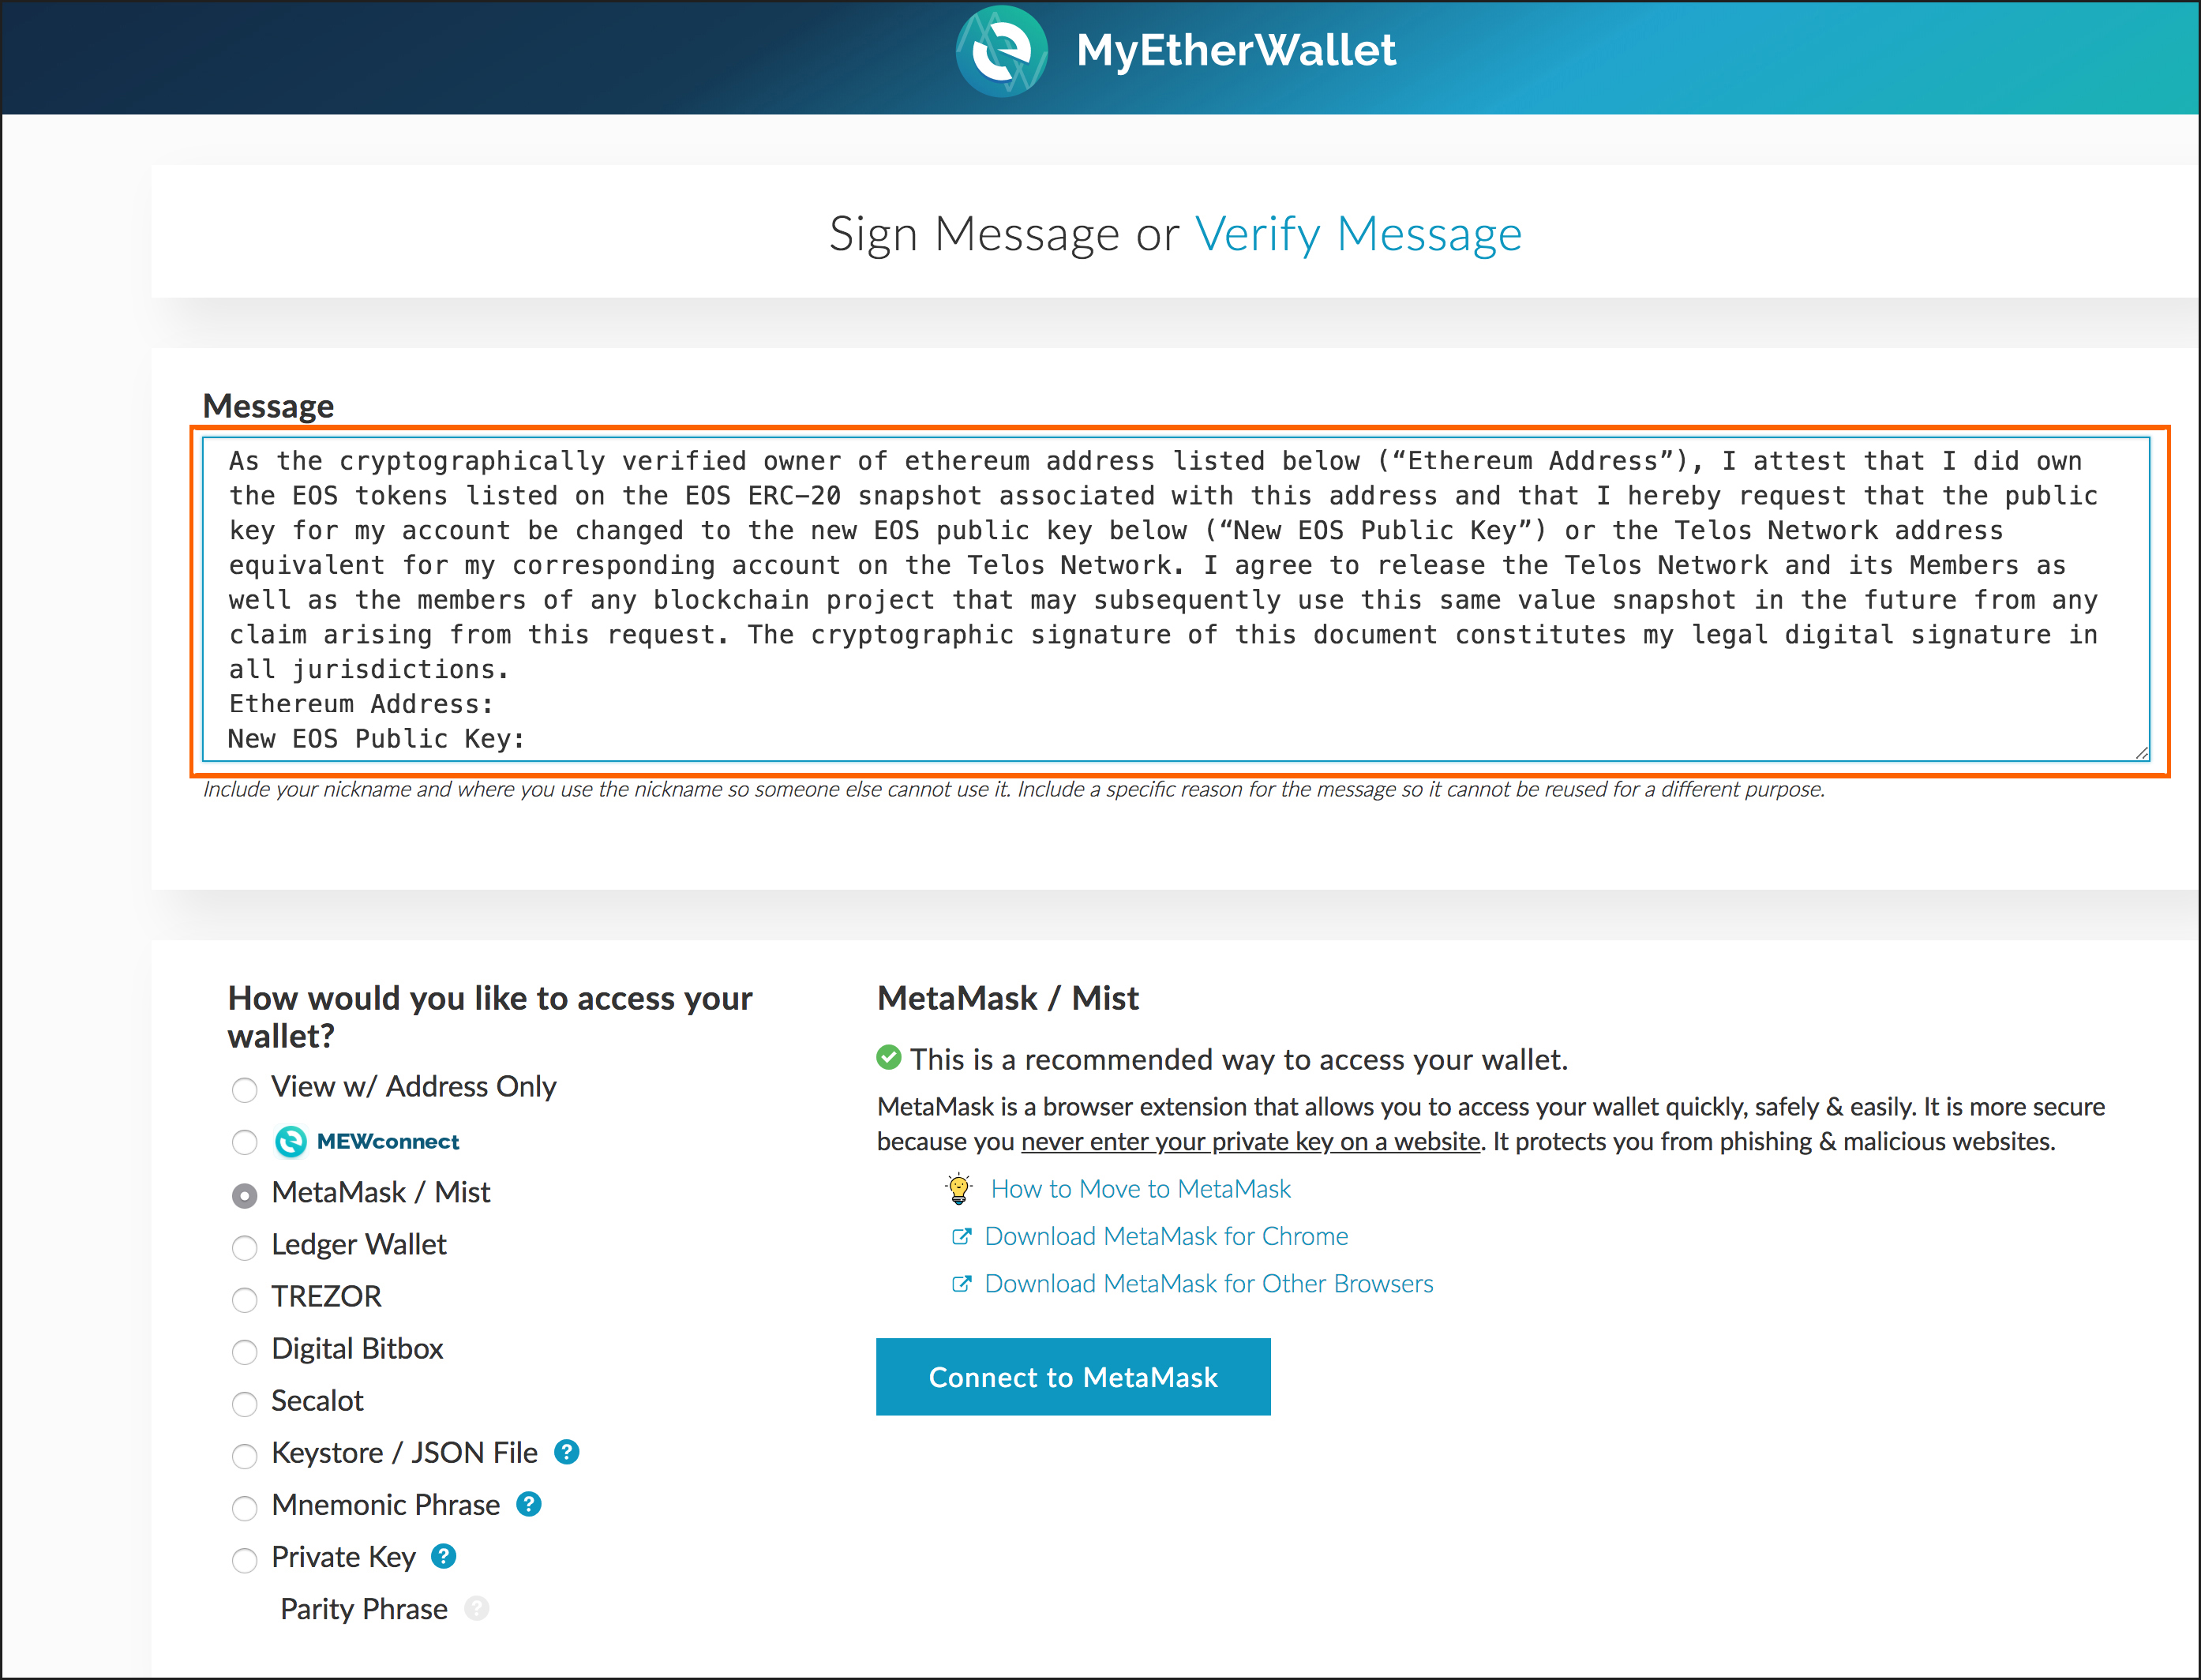 MyEtherWallet
Sign Message or Verify Message
Message
As the cryptographically verified owner of ethereum address listed below (“Ethereum Address”), I attest that I did own
the EOS tokens listed on the EOS ERC-20 snapshot associated with this address and that I hereby request that the public
key for my account be changed to the new EOS public key below (“New EOS Public Key”) or the Telos Network address
equivalent for my corresponding account on the Telos Network. I agree to release the Telos Network and its Members as
well as the members of any blockchain project that may subsequently use this same value snapshot in the future from any
claim arising from this request. The cryptographic signature of this document constitutes my legal digital signature in
all jurisdictions.
Ethereum Address:
New EOS Public Key:
Include your nickname and where you use the nickname so someone else cannot use it. Include a specific reason for the message so it cannot be reused for a different purpose.
How would you like to access your
wallet?
View w/ Address Only
MEWconnect
MetaMask / Mist
Ledger Wallet
TREZOR
Digital Bitbox
Secalot
Keystore / JSON File ?
Mnemonic Phrase ?
Private Key ?
Parity Phrase ?
MetaMask / Mist
This is a recommended way to access your wallet.
MetaMask is a browser extension that allows you to access your wallet quickly, safely & easily. It is more secure
because you never enter your private key on a website. It protects you from phishing & malicious websites.
How to Move to MetaMask
Download MetaMask for Chrome
Download MetaMask for Other Browsers
Connect to MetaMask